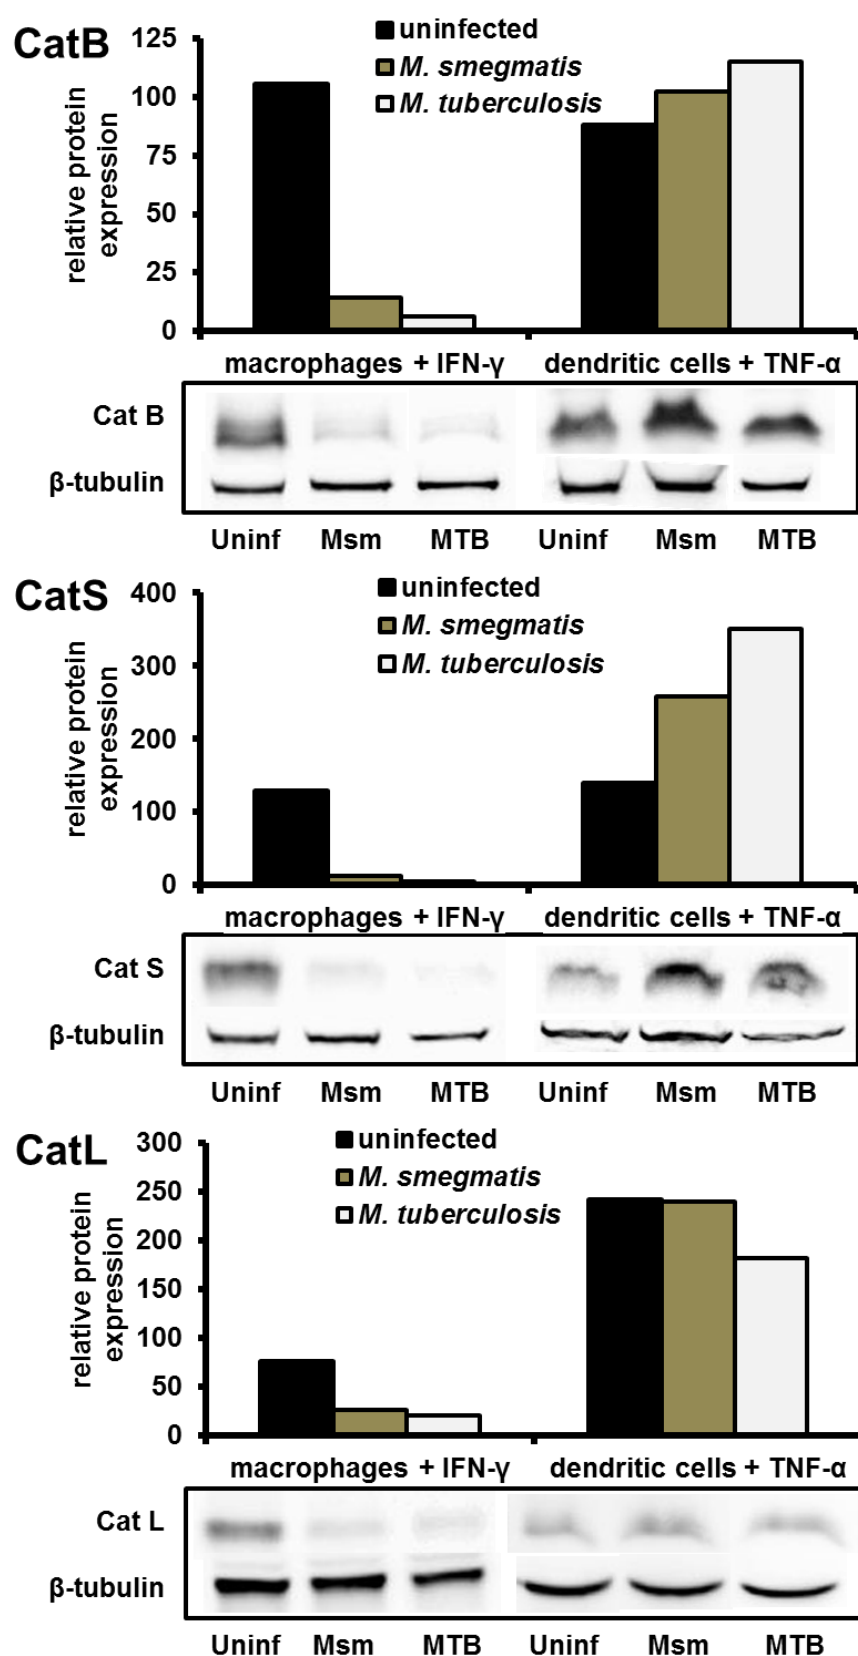 CatB
uninfected
M. smegmatis
M. tuberculosis
relative protein
expression
125
100
75
50
25
0
macrophages + IFN-γ dendritic cells + TNF-α
Cat B
β-tubulin
Uninf Msm MTB Uninf Msm MTB
CatS
uninfected
M. smegmatis
M. tuberculosis
relative protein
expression
400
300
200
100
0
macrophages + IFN-γ dendritic cells + TNF-α
Cat S
β-tubulin
Uninf Msm MTB Uninf Msm MTB
CatL
uninfected
M. smegmatis
M. tuberculosis
relative protein
expression
300
250
200
150
100
50
0
macrophages + IFN-γ dendritic cells + TNF-α
Cat L
β-tubulin
Uninf Msm MTB Uninf Msm MTB